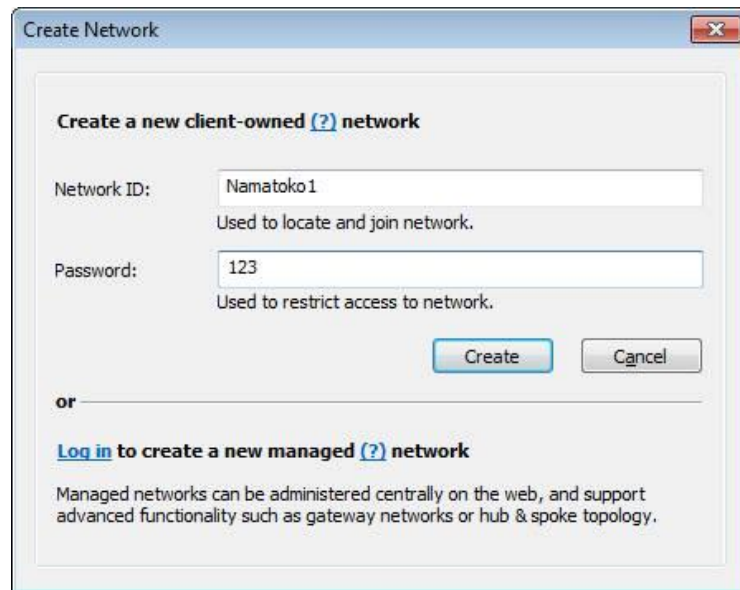 Create Network
Create a new client-owned (?) network
Network ID:
Namatoko1
Used to locate and join network.
Password:
123
Used to restrict access to network.
Create
Cancel
or
Log in to create a new managed (?) network
Managed networks can be administered centrally on the web, and support
advanced functionality such as gateway networks or hub & spoke topology.